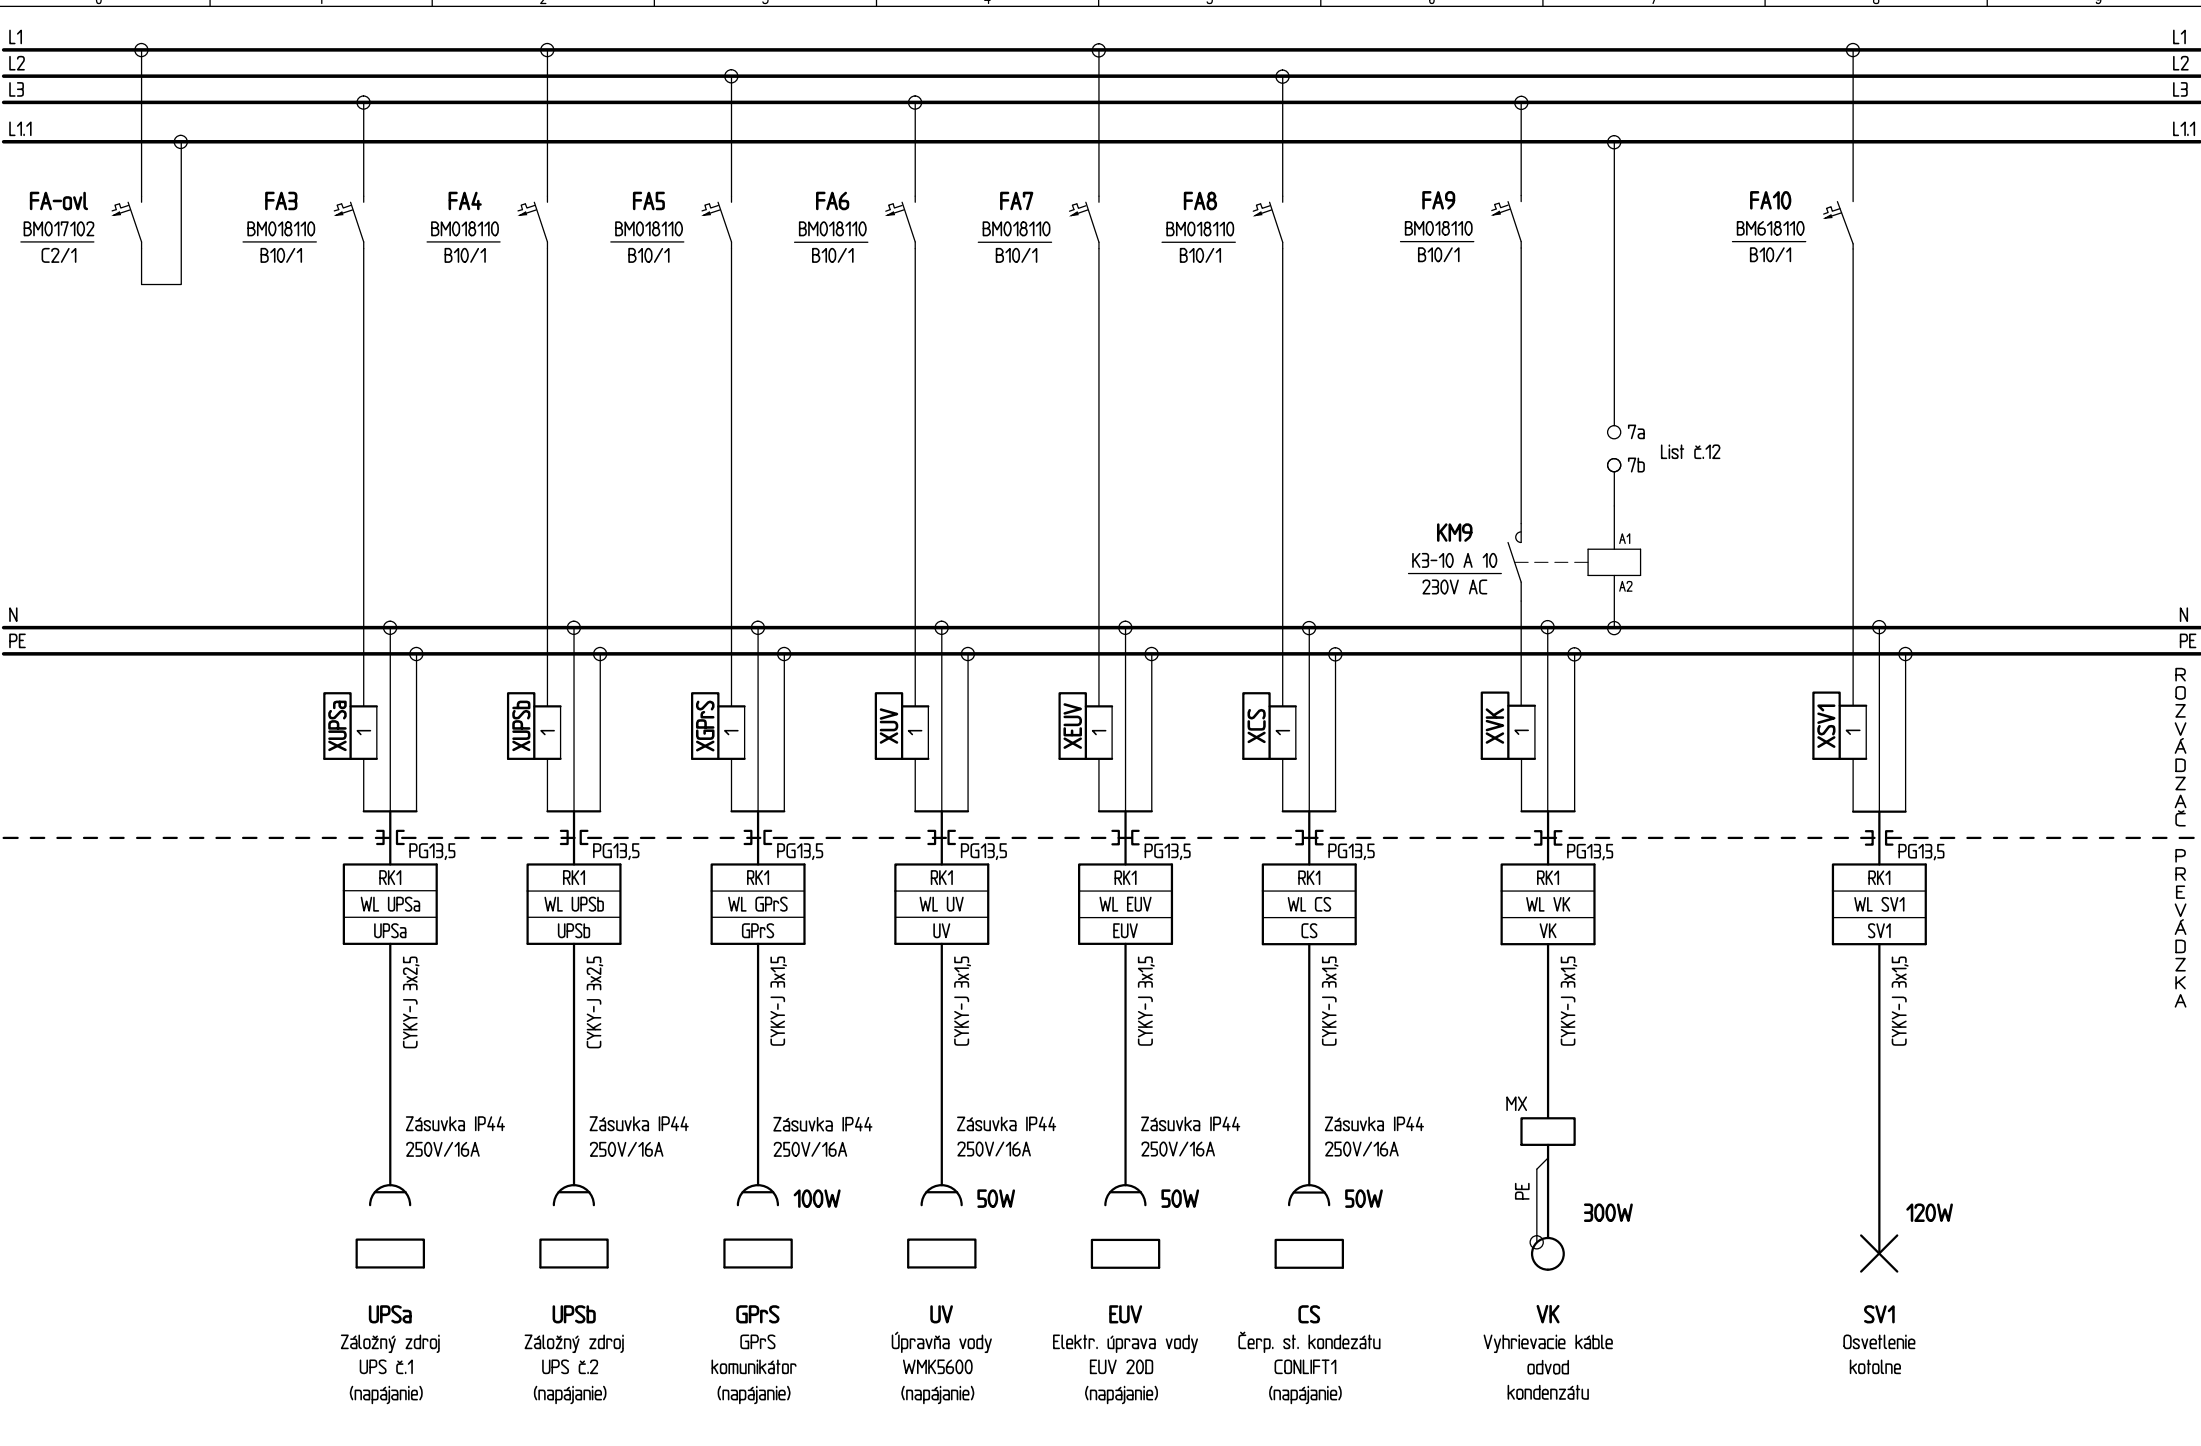 L1
L1
L2
L2
L3
L3
L1.1
L1.1
FA-ovl
BM017102
C2/1
FA3
BM018110
B10/1
FA4
BM018110
B10/1
FA5
BM018110
B10/1
FA6
BM018110
B10/1
FA7
BM018110
B10/1
FA8
BM018110
B10/1
FA9
BM018110
B10/1
FA10
BM618110
B10/1
7a
7b
List č.12
KM9
K3-10 A 10
230V AC
A1
A2
N
N
PE
PE
ROZVÁDZAČ
PREVÁDZKA
XUPSa
1
XUPSb
1
XGPrS
1
XUV
1
XEUV
1
XCS
1
XVK
1
XSV1
1
PG13,5
PG13,5
PG13,5
PG13,5
PG13,5
PG13,5
PG13,5
PG13,5
RK1
WL UPSa
UPSa
RK1
WL UPSb
UPSb
RK1
WL GPrS
GPrS
RK1
WL UV
UV
RK1
WL EUV
EUV
RK1
WL CS
CS
RK1
WL VK
VK
RK1
WL SV1
SV1
CYKY-J 3x2,5
CYKY-J 3x2,5
CYKY-J 3x1,5
CYKY-J 3x1,5
CYKY-J 3x1,5
CYKY-J 3x1,5
CYKY-J 3x1,5
CYKY-J 3x1,5
Zásuvka IP44
250V/16A
Zásuvka IP44
250V/16A
Zásuvka IP44
250V/16A
Zásuvka IP44
250V/16A
Zásuvka IP44
250V/16A
Zásuvka IP44
250V/16A
MX
PE
100W
50W
50W
50W
300W
120W
UPSa
Záložný zdroj
UPS č.1
(napájanie)
UPSb
Záložný zdroj
UPS č.2
(napájanie)
GPrS
GPrS
komunikátor
(napájanie)
UV
Úpravňa vody
WMK5600
(napájanie)
EUV
Elektr. úprava vody
EUV 20D
(napájanie)
CS
Čerp. st. kondezátu
CONLIFT1
(napájanie)
VK
Vyhrievacie káble
odvod
kondenzátu
SV1
Osvetlenie
kotolne